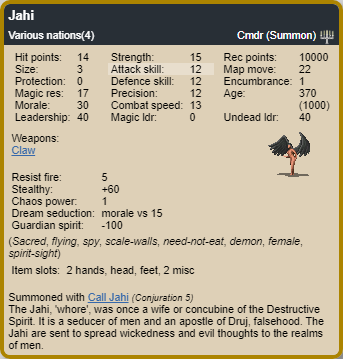 Jahi
Various nations(4) Cmdr (Summon)
Hit points: 14 Strength: 15 Rec points: 10000
Size: 3 Attack skill: 12 Map move: 22
Protection: 0 Defence skill: 12 Encumbrance: 1
Magic res: 17 Precision: 12 Age: 370
Morale: 30 Combat speed: 13 (1000)
Leadership: 40 Magic ldr: 0 Undead ldr: 40
Weapons:
Claw
Resist fire: 5
Stealthy: +60
Chaos power: 1
Dream seduction: morale vs 15
Guardian spirit: -100
(Sacred, flying, spy, scale-walls, need-not-eat, demon, female,
spirit-sight)
Item slots: 2 hands, head, feet, 2 misc
Summoned with Call Jahi (Conjuration 5)
The Jahi, 'whore', was once a wife or concubine of the Destructive
Spirit. It is a seducer of men and an apostle of Druj, falsehood. The
Jahi are sent to spread wickedness and evil thoughts to the realms
of men.